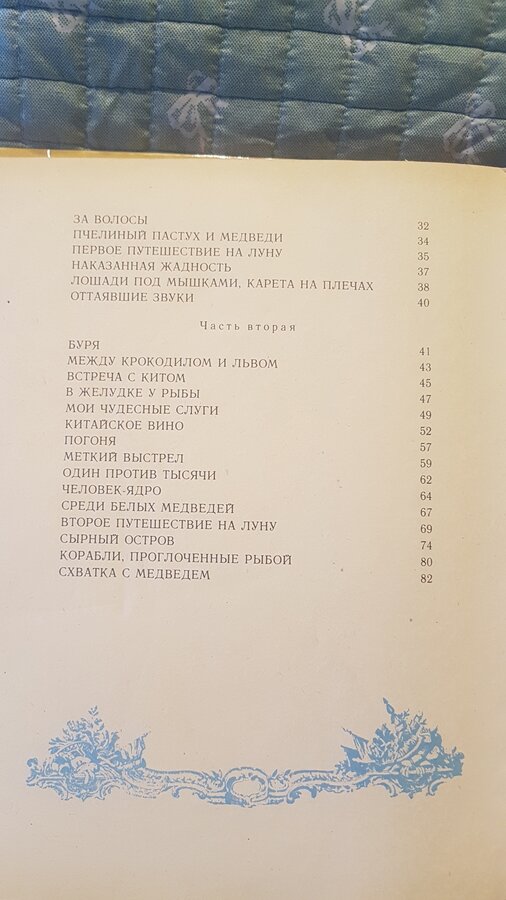 ЗА ВОЛОСЫ 32
ПЧЕЛИНЫЙ ПАСТУХ И МЕДВЕДИ 34
ПЕРВОЕ ПУТЕШЕСТВИЕ НА ЛУНУ 35
НАКАЗАННАЯ ЖАДНОСТЬ 37
ЛОШАДИ ПОД МЫШКАМИ, КАРЕТА НА ПЛЕЧАХ 38
ОТТАЯВШИЕ ЗВУКИ 40
Часть вторая
БУРЯ 41
МЕЖДУ КРОКОДИЛОМ И ЛЬВОМ 43
ВСТРЕЧА С КИТОМ 45
В ЖЕЛУДКЕ У РЫБЫ 47
МОИ ЧУДЕСНЫЕ СЛУГИ 49
КИТАЙСКОЕ ВИНО 52
ПОГОНЯ 57
МЕТКИЙ ВЫСТРЕЛ 59
ОДИН ПРОТИВ ТЫСЯЧИ 62
ЧЕЛОВЕК-ЯДРО 64
СРЕДИ БЕЛЫХ МЕДВЕДЕЙ 67
ВТОРОЕ ПУТЕШЕСТВИЕ НА ЛУНУ 69
СЫРНЫЙ ОСТРОВ 74
КОРАБЛИ, ПРОГЛОЧЕННЫЕ РЫБОЙ 80
СХВАТКА С МЕДВЕДЕМ 82